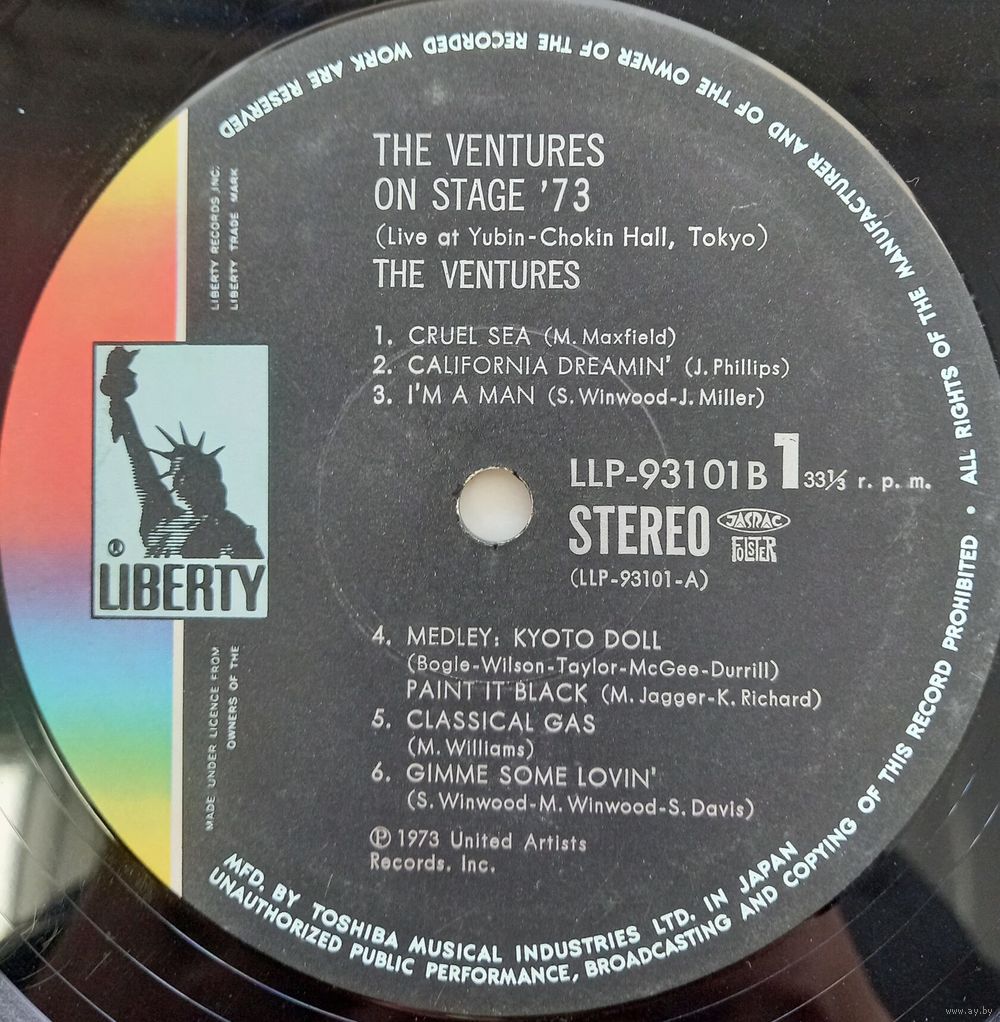 THE VENTURES
ON STAGE '73
(Live at Yubin-Chokin Hall, Tokyo)
THE VENTURES
1. CRUEL SEA (M. Maxfield)
2. CALIFORNIA DREAMIN' (J. Phillips)
3. I'M A MAN (S. Winwood-J. Miller)
LLP-93101B 1 33⅓ r. p. m.
STEREO JASRAC
FOLSTER
(LLP-93101-A)
4. MEDLEY: KYOTO DOLL
(Bogle-Wilson-Taylor-McGee-Durrill)
PAINT IT BLACK (M. Jagger-K. Richard)
5. CLASSICAL GAS
(M. Williams)
6. GIMME SOME LOVIN'
(S. Winwood-M. Winwood-S. Davis)
Ⓟ 1973 United Artists
Records, Inc.
LIBERTY RECORDS INC.
LIBERTY TRADE MARK
® LIBERTY
MADE UNDER LICENCE FROM
OWNERS OF THE
MFD. BY TOSHIBA MUSICAL INDUSTRIES LTD. IN JAPAN
UNAUTHORIZED PUBLIC PERFORMANCE, BROADCASTING AND COPYING OF THIS RECORD PROHIBITED • ALL RIGHTS OF THE MANUFACTURER AND OF THE OWNER OF THE RECORDED WORK ARE RESERVED
www.ay.by